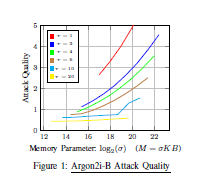 5
4
3
2
1
0
Attack Quality
τ = 1
τ = 3
τ = 4
τ = 6
τ = 10
τ = 20
12 14 16 18 20 22
Memory Parameter: log₂(σ) (M = σKB)
Figure 1: Argon2i-B Attack Quality